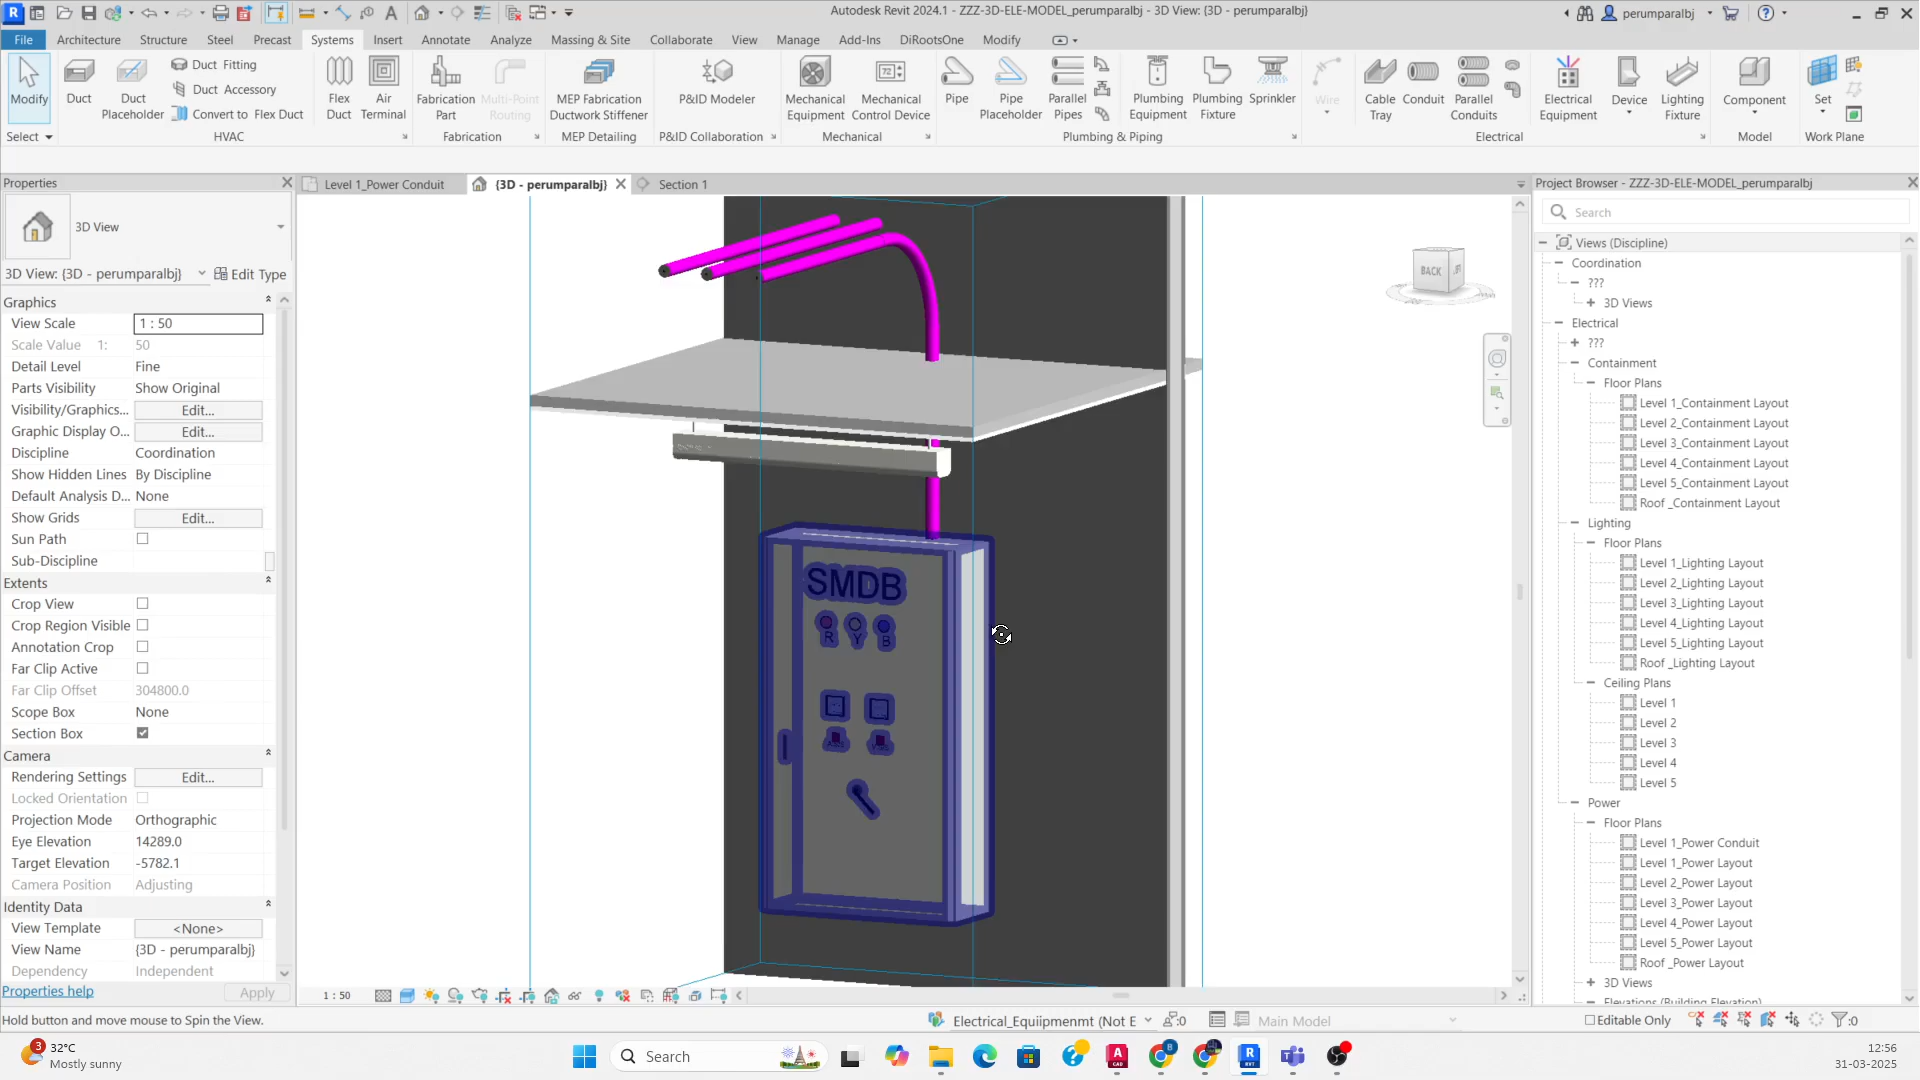 Autodesk Revit 2024.1 - ZZZ-3D-ELE-MODEL_perumparalbj - 3D View: {3D - perumparalbj}
perumparalbj
File Architecture Structure Steel Precast Systems Insert Annotate Analyze Massing & Site Collaborate View Manage Add-Ins DiRootsOne Modify
Modify
Duct
Duct Placeholder
Duct Fitting
Duct Accessory
Convert to Flex Duct
Flex Duct
Air Terminal
Fabrication Part
Multi-Point Routing
MEP Fabrication Ductwork Stiffener
P&ID Modeler
Mechanical Equipment
Mechanical Control Device
Pipe
Pipe Placeholder
Parallel Pipes
Plumbing Equipment
Plumbing Fixture
Sprinkler
Wire
Cable Tray
Conduit
Parallel Conduits
Electrical Equipment
Device
Lighting Fixture
Component
Set
Select HVAC Fabrication MEP Detailing P&ID Collaboration Mechanical Plumbing & Piping Electrical Model Work Plane
Properties
3D View
3D View: {3D - perumparalbj} Edit Type
Graphics
View Scale 1 : 50
Scale Value 1: 50
Detail Level Fine
Parts Visibility Show Original
Visibility/Graphics... Edit...
Graphic Display O... Edit...
Discipline Coordination
Show Hidden Lines By Discipline
Default Analysis D... None
Show Grids Edit...
Sun Path
Sub-Discipline
Extents
Crop View
Crop Region Visible
Annotation Crop
Far Clip Active
Far Clip Offset 304800.0
Scope Box None
Section Box
Camera
Rendering Settings Edit...
Locked Orientation
Projection Mode Orthographic
Eye Elevation 14289.0
Target Elevation -5782.1
Camera Position Adjusting
Identity Data
View Template <None>
View Name {3D - perumparalbj}
Dependency Independent
Properties help Apply
Level 1_Power Conduit {3D - perumparalbj} Section 1
BACK
SMDB
R Y B
1 : 50
Project Browser - ZZZ-3D-ELE-MODEL_perumparalbj
Search
Views (Discipline)
Coordination
???
3D Views
Electrical
???
Containment
Floor Plans
Level 1_Containment Layout
Level 2_Containment Layout
Level 3_Containment Layout
Level 4_Containment Layout
Level 5_Containment Layout
Roof _Containment Layout
Lighting
Floor Plans
Level 1_Lighting Layout
Level 2_Lighting Layout
Level 3_Lighting Layout
Level 4_Lighting Layout
Level 5_Lighting Layout
Roof _Lighting Layout
Ceiling Plans
Level 1
Level 2
Level 3
Level 4
Level 5
Power
Floor Plans
Level 1_Power Conduit
Level 1_Power Layout
Level 2_Power Layout
Level 3_Power Layout
Level 4_Power Layout
Level 5_Power Layout
Roof _Power Layout
3D Views
Elevations (Building Elevation)
Hold button and move mouse to Spin the View.
Electrical_Equiipmenmt (Not E :0 Main Model Editable Only :0
3 32°C
Mostly sunny
Search
12:56
31-03-2025